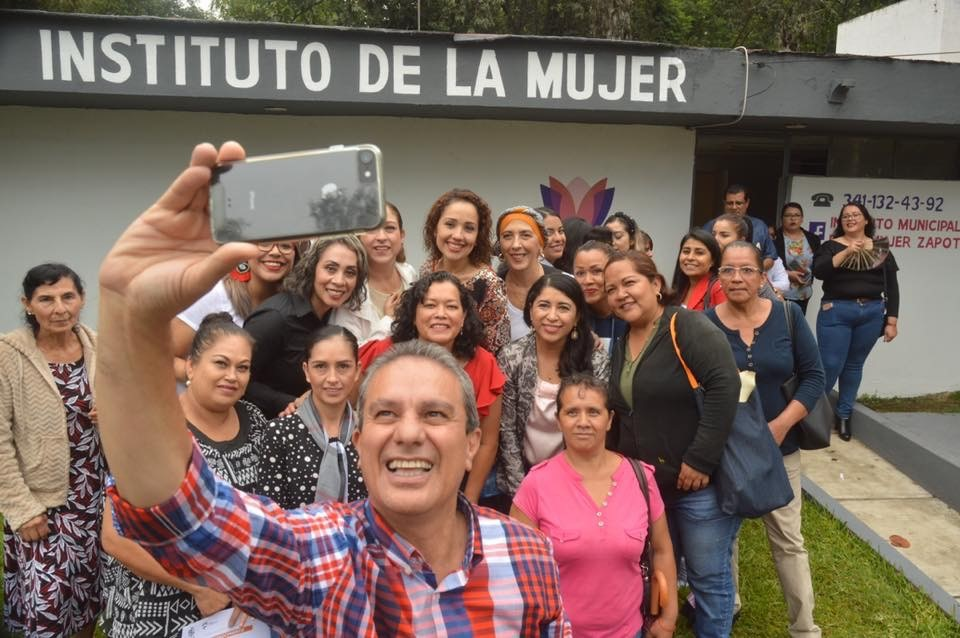 INSTITUTO DE LA MUJER
341-132-43-92
MUNICIPAL
MUJER ZAPOT